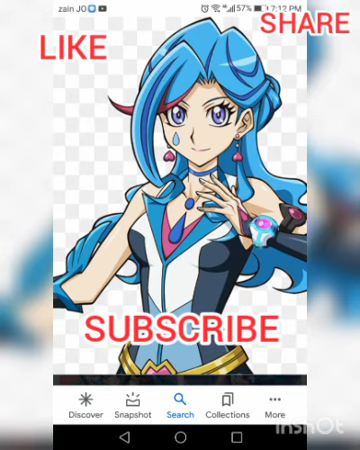 zain JO
57%
7:12 PM
SHARE
LIKE
SUBSCRIBE
Discover Snapshot Search Collections More
InShOt